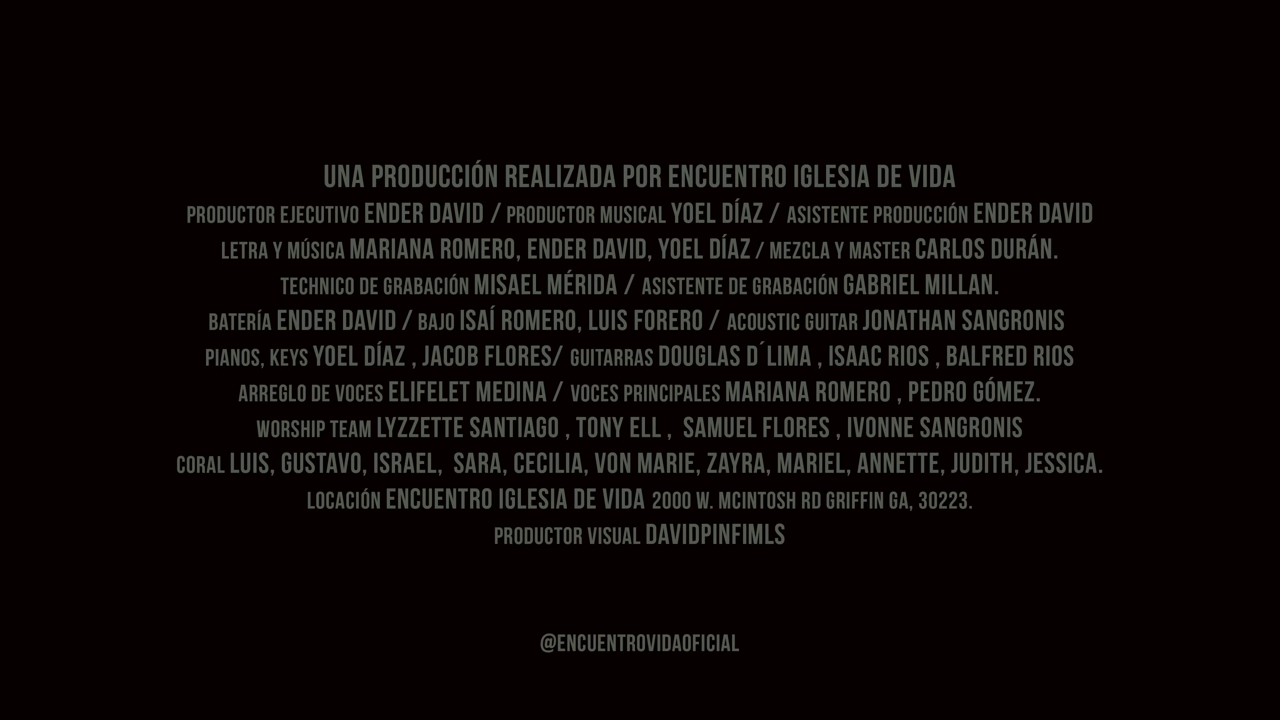 UNA PRODUCCIÓN REALIZADA POR ENCUENTRO IGLESIA DE VIDA
PRODUCTOR EJECUTIVO ENDER DAVID / PRODUCTOR MUSICAL YOEL DÍAZ / ASISTENTE PRODUCCIÓN ENDER DAVID
LETRA Y MÚSICA MARIANA ROMERO, ENDER DAVID, YOEL DÍAZ / MEZCLA Y MASTER CARLOS DURÁN.
TECHNICO DE GRABACIÓN MISAEL MÉRIDA / ASISTENTE DE GRABACIÓN GABRIEL MILLAN.
BATERÍA ENDER DAVID / BAJO ISAÍ ROMERO, LUIS FORERO / ACOUSTIC GUITAR JONATHAN SANGRONIS
PIANOS, KEYS YOEL DÍAZ , JACOB FLORES/ GUITARRAS DOUGLAS D´LIMA , ISAAC RIOS , BALFRED RIOS
ARREGLO DE VOCES ELIFELET MEDINA / VOCES PRINCIPALES MARIANA ROMERO , PEDRO GÓMEZ.
WORSHIP TEAM LYZZETTE SANTIAGO , TONY ELL , SAMUEL FLORES , IVONNE SANGRONIS
CORAL LUIS, GUSTAVO, ISRAEL, SARA, CECILIA, VON MARIE, ZAYRA, MARIEL, ANNETTE, JUDITH, JESSICA.
LOCACIÓN ENCUENTRO IGLESIA DE VIDA 2000 W. MCINTOSH RD GRIFFIN GA, 30223.
PRODUCTOR VISUAL DAVIDPINFIMLS
@ENCUENTROVIDAOFICIAL